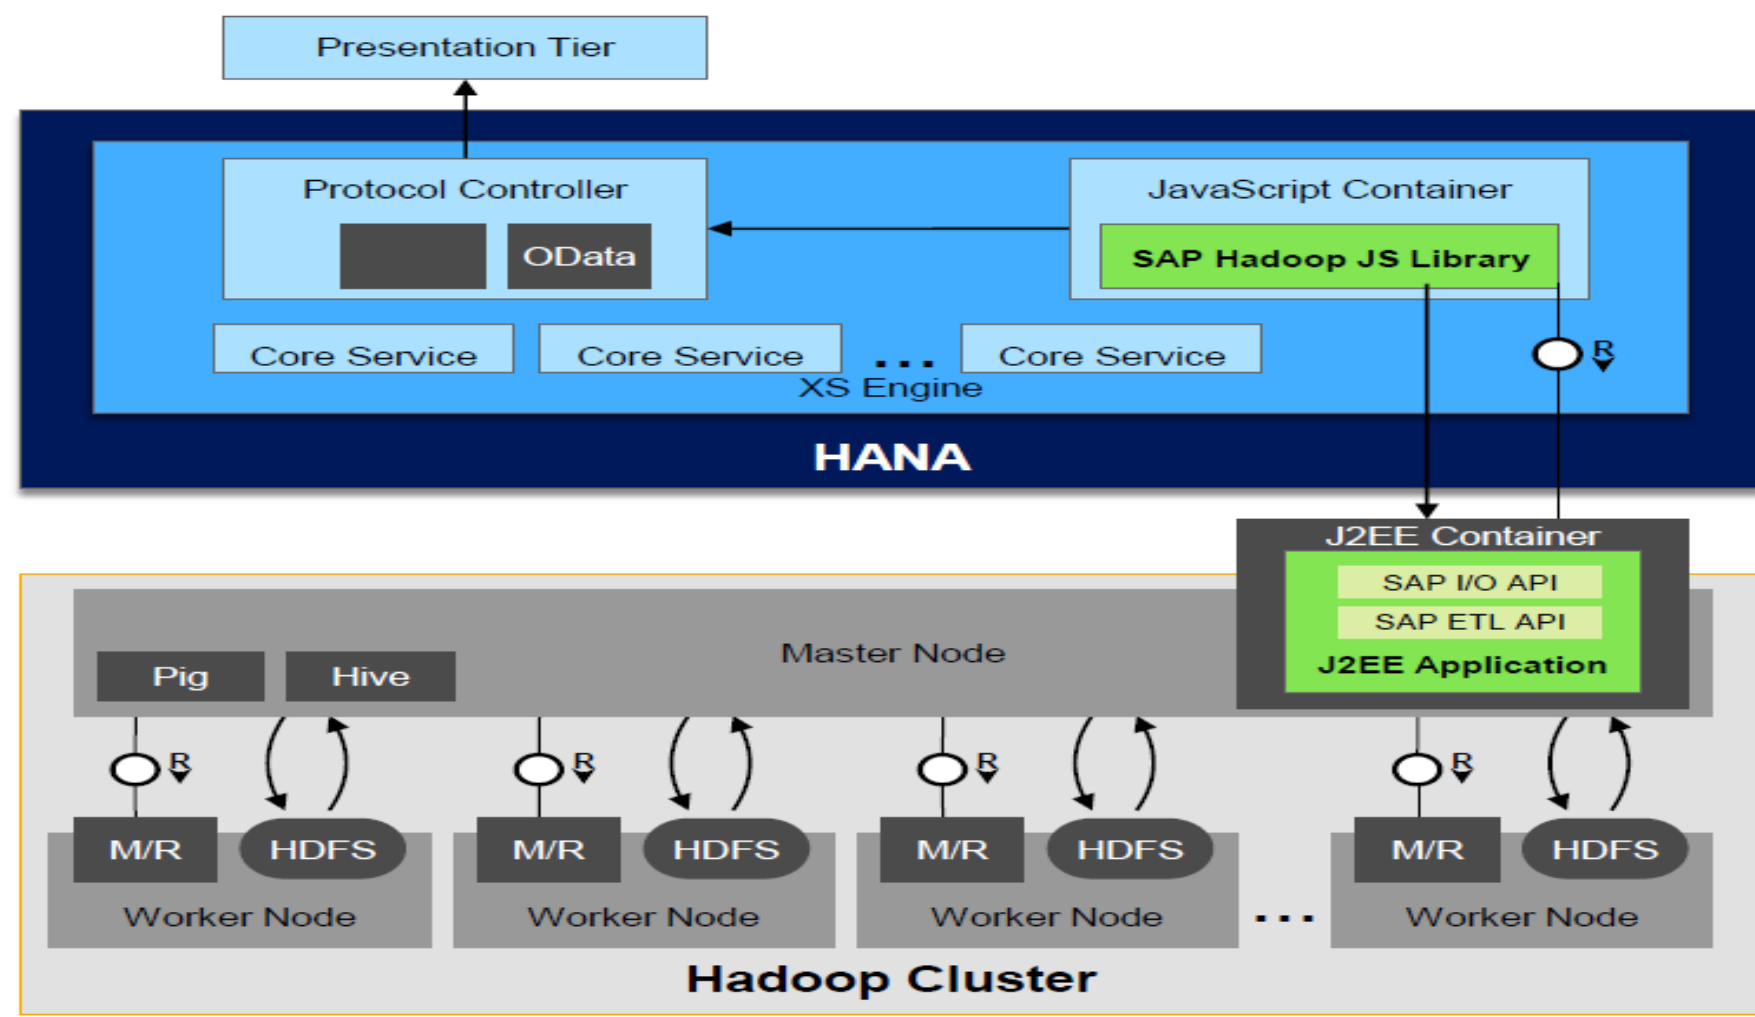 Presentation Tier
Protocol Controller
OData
JavaScript Container
SAP Hadoop JS Library
Core Service
Core Service
...
Core Service
R
XS Engine
HANA
J2EE Container
SAP I/O API
SAP ETL API
J2EE Application
Master Node
Pig
Hive
R
R
R
R
M/R
HDFS
Worker Node
M/R
HDFS
Worker Node
M/R
HDFS
Worker Node
...
M/R
HDFS
Worker Node
Hadoop Cluster